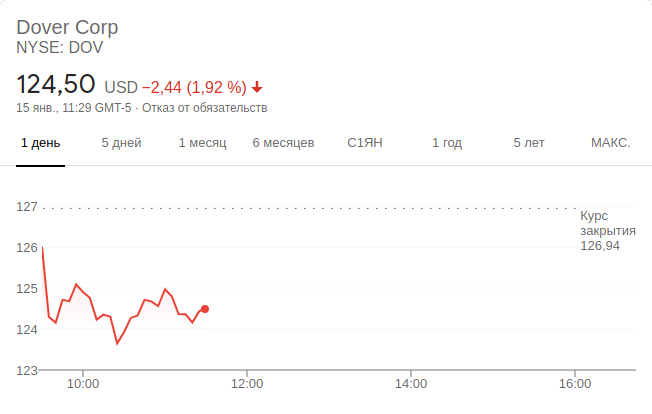 Dover Corp
NYSE: DOV
124,50 USD −2,44 (1,92 %)
15 янв., 11:29 GMT-5 · Отказ от обязательств
1 день 5 дней 1 месяц 6 месяцев С1ЯН 1 год 5 лет МАКС.
127
Курс
закрытия
126,94
126
125
124
123
10:00 12:00 14:00 16:00